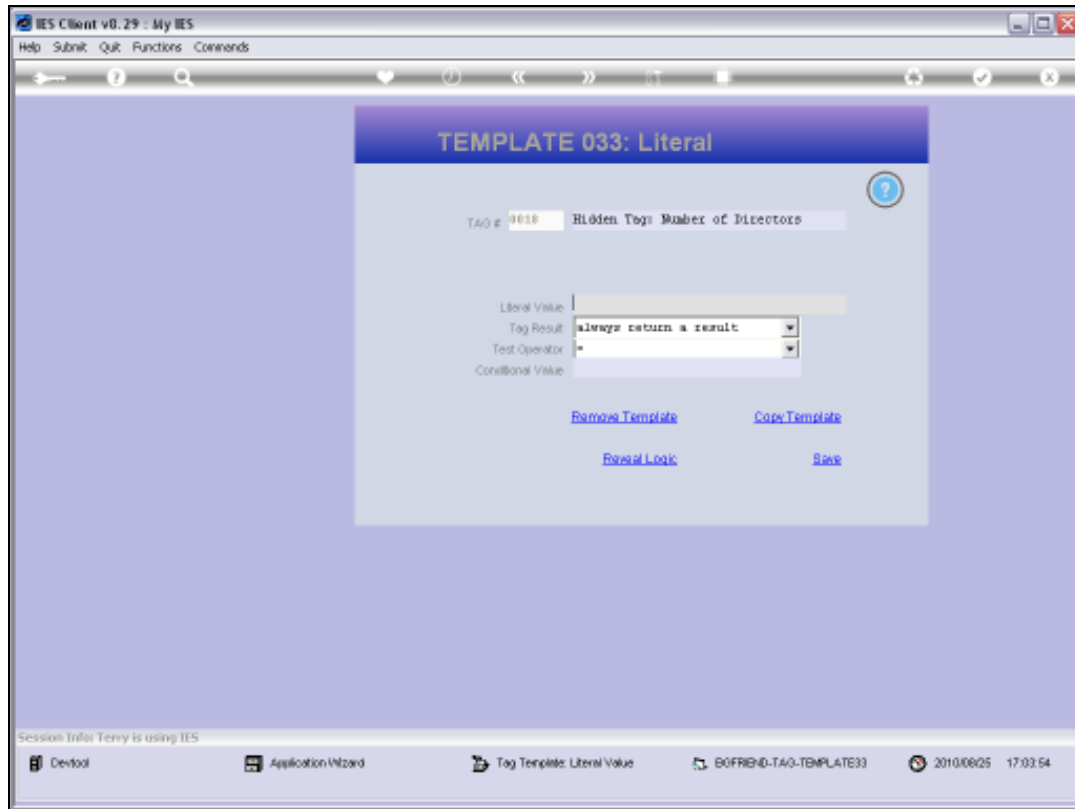 IES Client v8.29 : My IES
Help Submit Quit Functions Commands
TEMPLATE 033: Literal
TAG # 0018 Hidden Tag: Number of Directors
Literal Value
Tag Result always return a result
Test Operator =
Conditional Value
Remove Template Copy Template
Reveal Logic Save
Session Info: Terry is using IES
Devtool Application Wizard Tag Template: Literal Value BGFRIEND-TAG-TEMPLATE33 2010/08/25 17:03:54